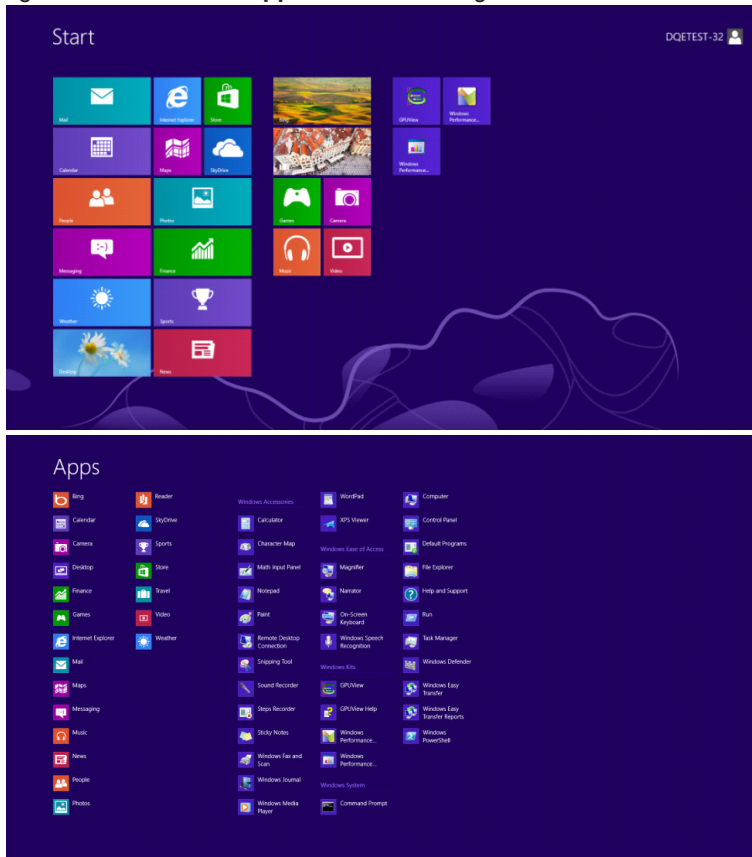 Start
DQETEST-32
Mail
Internet Explorer
Store
Bing
GPUView
Windows
Performance...
Calendar
Maps
SkyDrive
Windows
Performance...
People
Photos
Games
Camera
Messaging
Finance
Music
Video
Weather
Sports
Desktop
News
Apps
Bing
Calendar
Camera
Desktop
Finance
Games
Internet Explorer
Mail
Maps
Messaging
Music
News
People
Photos
Reader
SkyDrive
Sports
Store
Travel
Video
Weather
Windows Accessories
Calculator
Character Map
Math Input Panel
Notepad
Paint
Remote Desktop
Connection
Snipping Tool
Sound Recorder
Steps Recorder
Sticky Notes
Windows Fax and
Scan
Windows Journal
Windows Media
Player
WordPad
XPS Viewer
Windows Ease of Access
Magnifier
Narrator
On-Screen
Keyboard
Windows Speech
Recognition
Windows Kits
GPUView
GPUView Help
Windows
Performance...
Windows
Performance...
Windows System
Command Prompt
Computer
Control Panel
Default Programs
File Explorer
Help and Support
Run
Task Manager
Windows Defender
Windows Easy
Transfer
Windows Easy
Transfer Reports
Windows
PowerShell